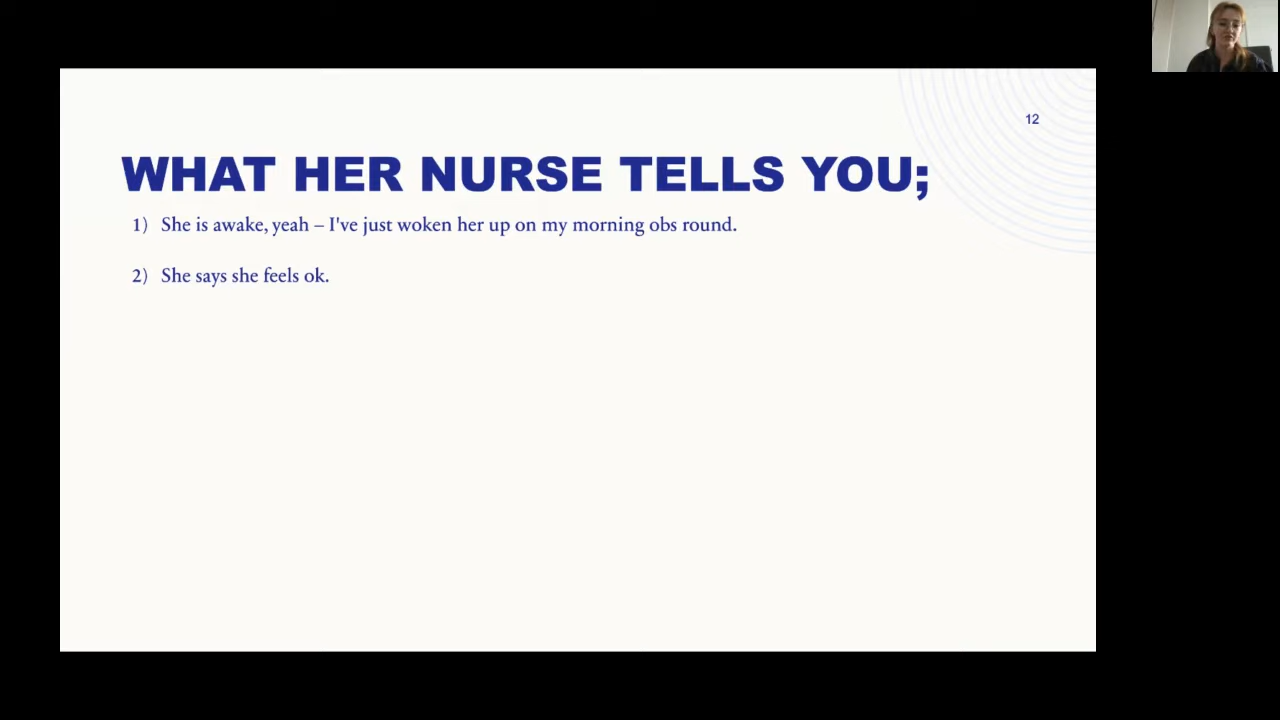 12
WHAT HER NURSE TELLS YOU;
1) She is awake, yeah – I've just woken her up on my morning obs round.
2) She says she feels ok.